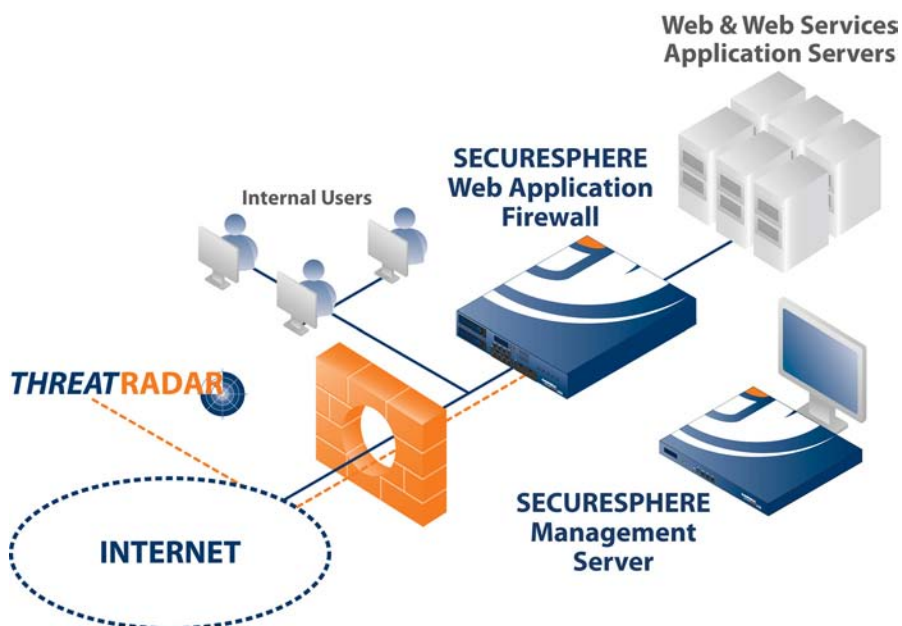 Web & Web Services
Application Servers
SECURESPHERE
Web Application
Firewall
Internal Users
THREATRADAR
INTERNET
SECURESPHERE
Management
Server